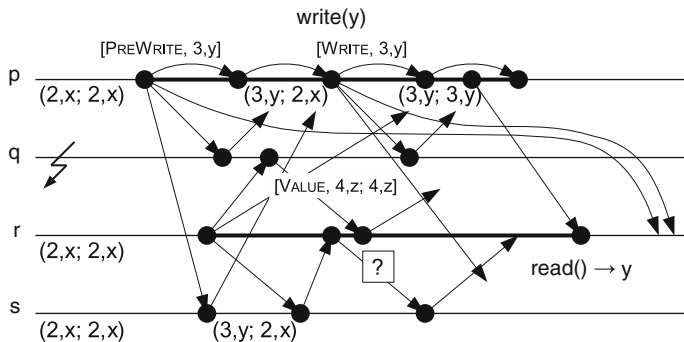 write(y)
[PREWRITE, 3,y] [WRITE, 3,y]
p
(2,x; 2,x) (3,y; 2,x) (3,y; 3,y)
q
[VALUE, 4,z; 4,z]
r
(2,x; 2,x) ? read() → y
s
(2,x; 2,x) (3,y; 2,x)